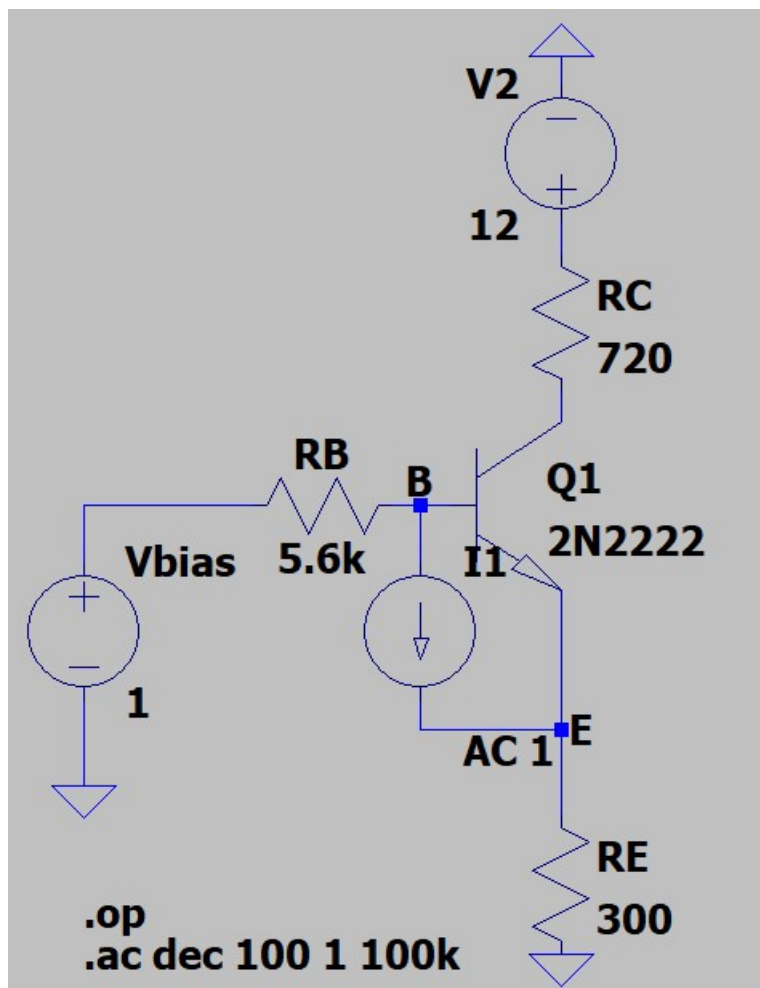 V2
12
RC
720
RB
B
Q1
Vbias
5.6k
I1
2N2222
1
AC 1
E
RE
300
.op
.ac dec 100 1 100k